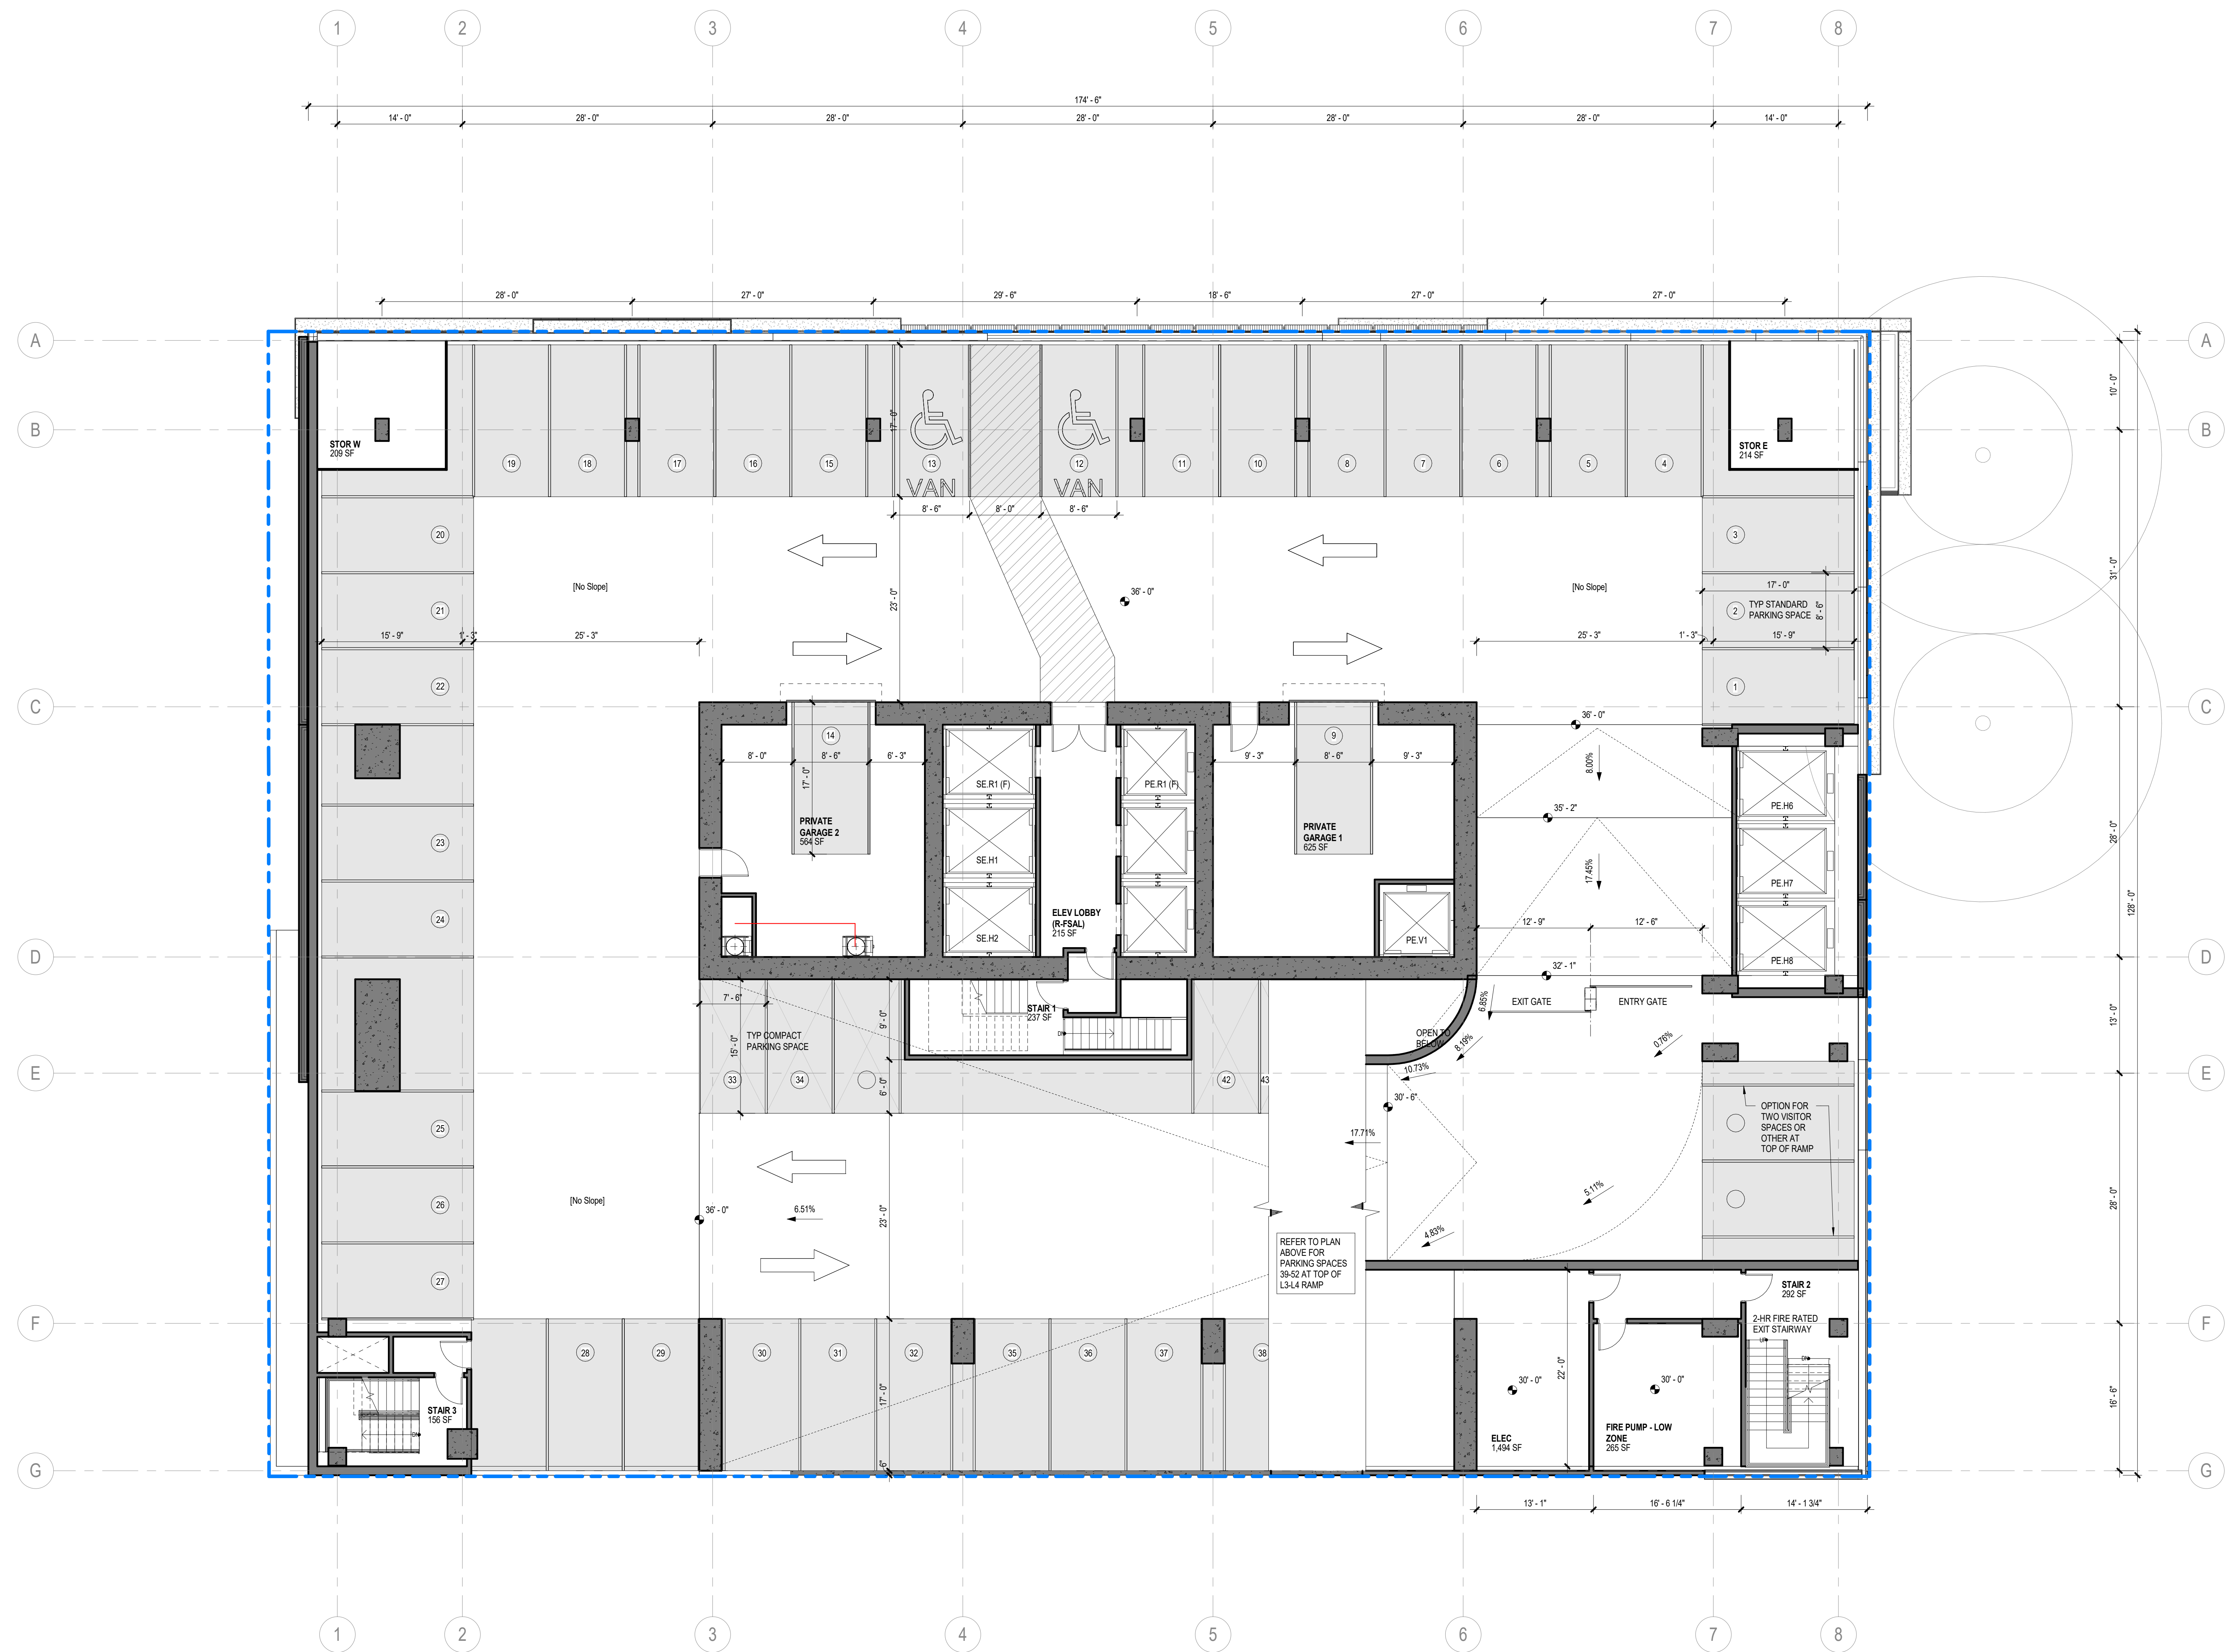 1 2 3 4 5 6 7 8
174' - 6"
14' - 0" 28' - 0" 28' - 0" 28' - 0" 28' - 0" 28' - 0" 14' - 0"
28' - 0" 27' - 0" 29' - 6" 18' - 6" 27' - 0" 27' - 0"
A A
10' - 0"
17' - 0"
B B
STOR W
209 SF
STOR E
214 SF
19 18 17 16 15 13 12 11 10 8 7 6 5 4
VAN VAN
8' - 6" 8' - 0" 8' - 6"
20 3
31' - 0"
[No Slope] [No Slope]
36' - 0"
23' - 0"
17' - 0"
21 2
TYP STANDARD
PARKING SPACE
8' - 6"
15' - 9" 1' - 3" 25' - 3" 25' - 3" 1' - 3" 15' - 9"
22 1
C C
36' - 0"
14 9
8' - 0" 8' - 6" 6' - 3" 9' - 3" 8' - 6" 9' - 3"
17' - 0"
8.00%
SE.R1 (F) PE.R1 (F)
PE.H6
35' - 2"
PRIVATE
GARAGE 2
564 SF
PRIVATE
GARAGE 1
625 SF
23
28' - 0"
SE.H1
17.45%
PE.H7
128' - 0"
24
ELEV LOBBY
(R-FSAL)
215 SF
12' - 9" 12' - 6"
SE.H2 PE.V1
D D
PE.H8
32' - 1"
7' - 6"
EXIT GATE ENTRY GATE
STAIR 1
237 SF
6.85%
9' - 0"
13' - 0"
DN
TYP COMPACT
PARKING SPACE
15' - 0"
OPEN TO
BELOW
8.19%
0.76%
10.73%
E E
33 34 42 43
6' - 0"
30' - 6"
OPTION FOR
TWO VISITOR
SPACES OR
OTHER AT
TOP OF RAMP
25
17.71%
[No Slope]
26
36' - 0"
6.51%
23' - 0"
5.11%
28' - 0"
4.83%
REFER TO PLAN
ABOVE FOR
PARKING SPACES
39-52 AT TOP OF
L3-L4 RAMP
27
STAIR 2
292 SF
F F
2-HR FIRE RATED
EXIT STAIRWAY
UP
DN
28 29 30 31 32 35 36 37 38
22' - 0"
30' - 0" 30' - 0"
17' - 0"
16' - 6"
STAIR 3
156 SF
DN
ELEC
1,494 SF
FIRE PUMP - LOW
ZONE
265 SF
6"
G G
13' - 1" 16' - 6 1/4" 14' - 1 3/4"
1 2 3 4 5 6 7 8